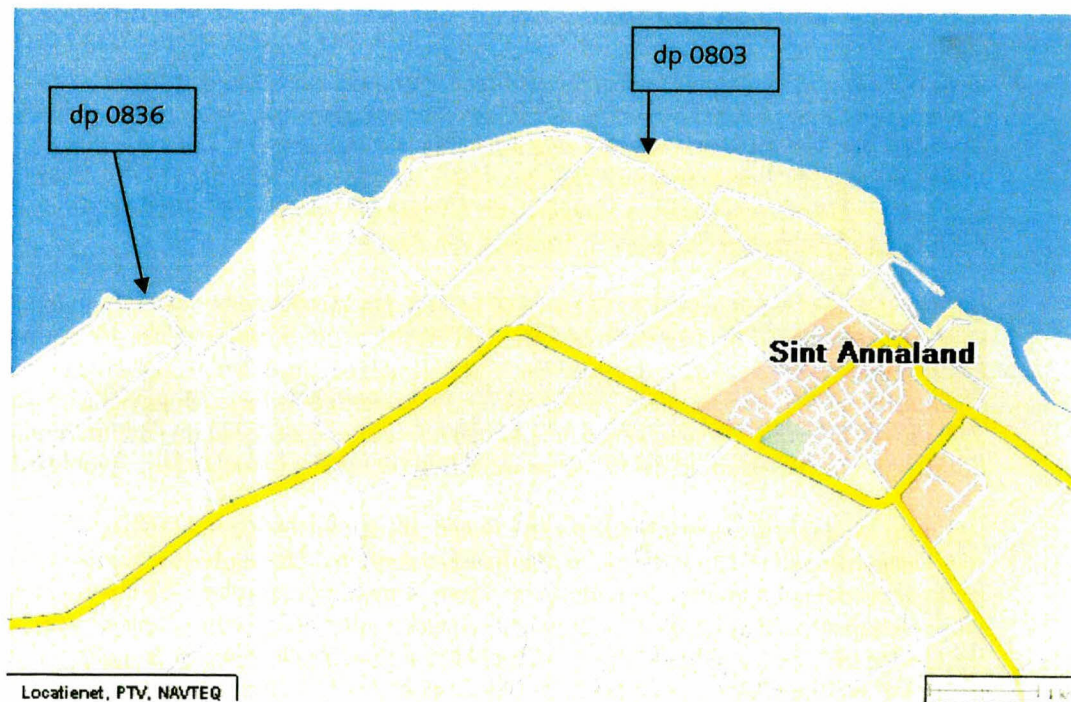 dp 0803
dp 0836
Sint Annaland
Locatienet, PTV, NAVTEQ